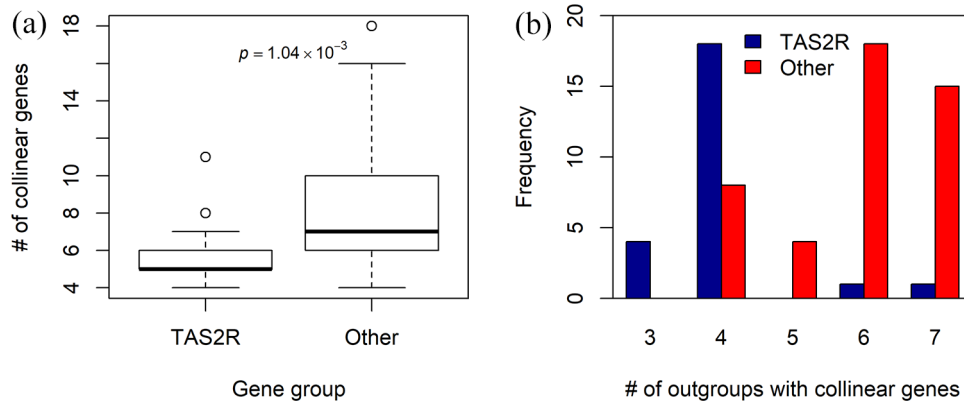 (a)
p = 1.04 × 10⁻³
# of collinear genes
18
14
10
8
6
4
TAS2R
Other
Gene group
(b)
TAS2R
Other
Frequency
20
15
10
5
0
3
4
5
6
7
# of outgroups with collinear genes